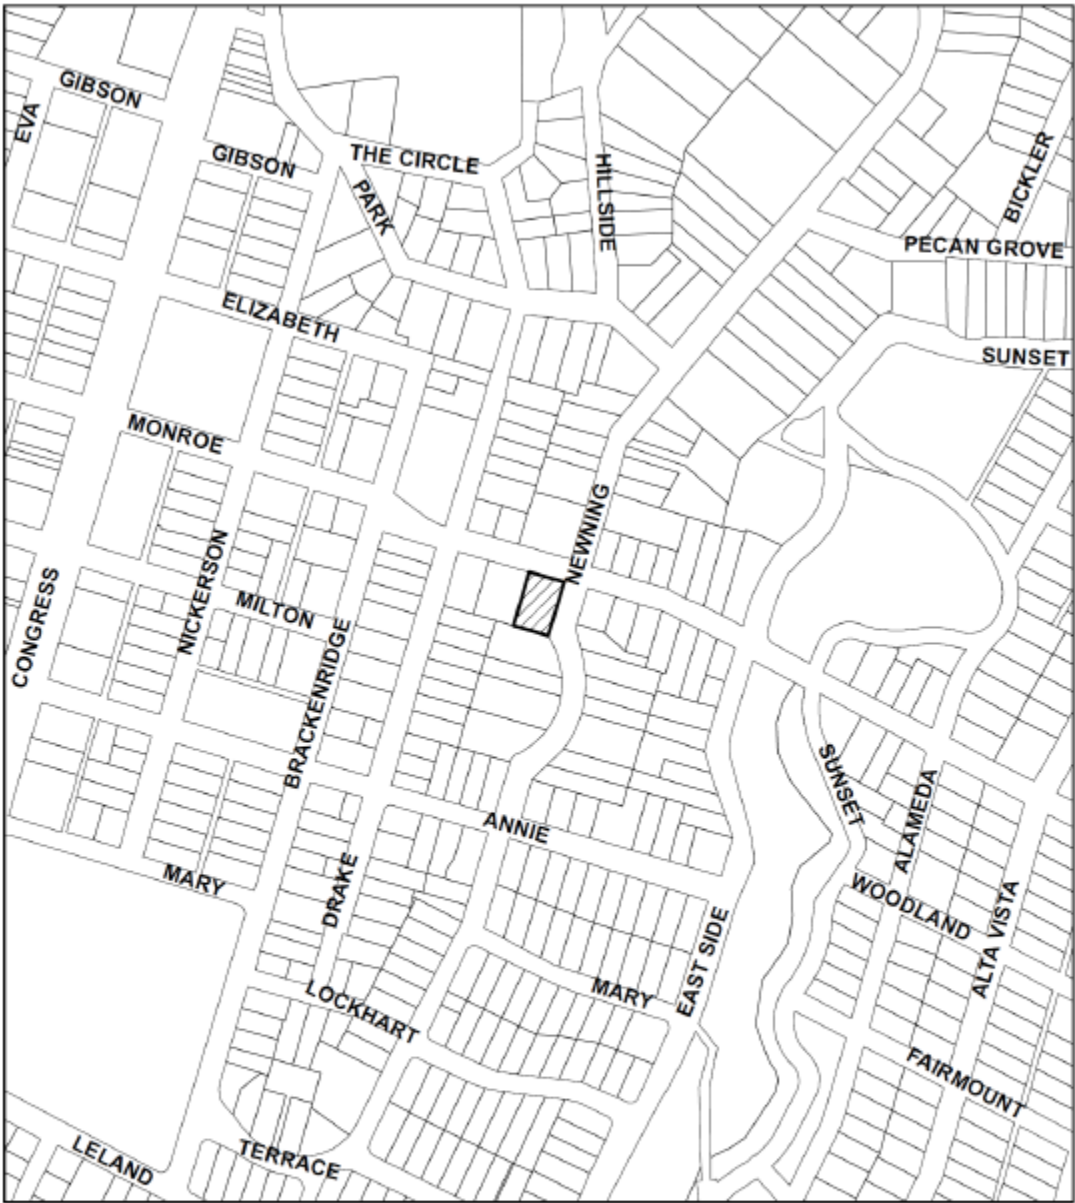 GIBSON
EVA
GIBSON
THE CIRCLE
PARK
HILLSIDE
BICKLER
PECAN GROVE
ELIZABETH
SUNSET
MONROE
NEWNING
NICKERSON
CONGRESS
MILTON
BRACKENRIDGE
SUNSET
ALAMEDA
ANNIE
MARY
DRAKE
WOODLAND
ALTA VISTA
EAST SIDE
MARY
LOCKHART
FAIRMOUNT
TERRACE
LELAND